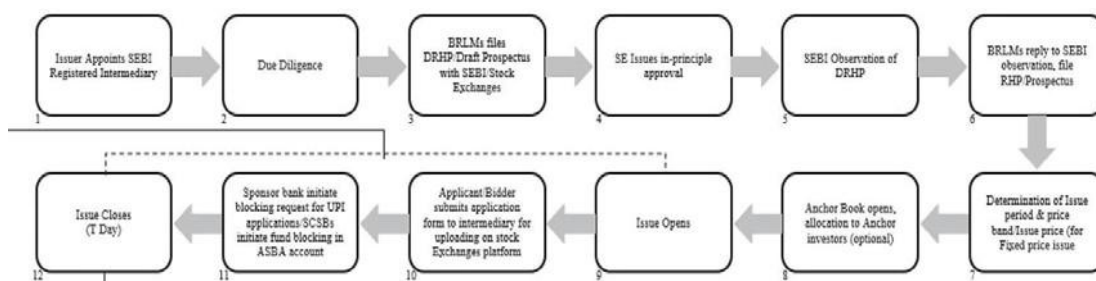 Issuer Appoints SEBI
Registered Intermediary
1
Due Diligence
2
BRLMs files
DRHP/Draft Prospectus
with SEBI/Stock
Exchanges
3
SE Issues in-principle
approval
4
SEBI Observation of
DRHP
5
BRLMs reply to SEBI
observation, file
RHP/Prospectus
6
Determination of Issue
period & price
band/Issue price (for
Fixed price issue
7
Anchor Book opens,
allocation to Anchor
investors (optional)
8
Issue Opens
9
Applicant/Bidder
submits application
form to intermediary for
uploading on stock
Exchanges platform
10
Sponsor bank initiate
blocking request for UPI
applications/SCSBs
initiate fund blocking in
ASBA account
11
Issue Closes
(T Day)
12